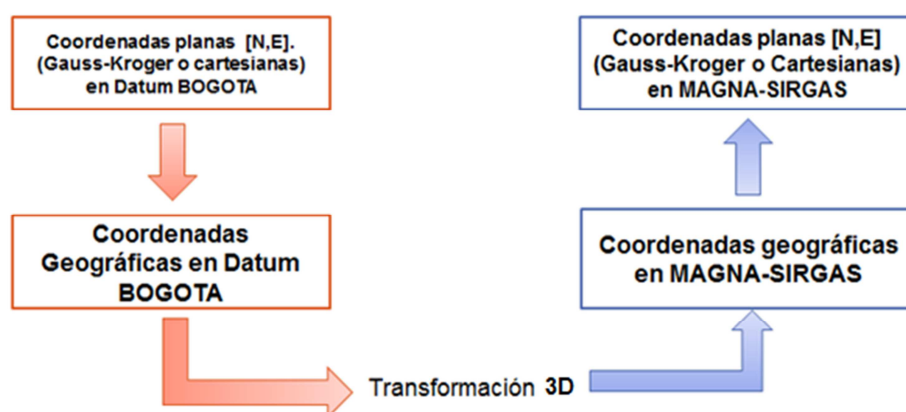 Coordenadas planas [N,E].
(Gauss-Kroger o cartesianas)
en Datum BOGOTA
Coordenadas
Geográficas en Datum
BOGOTA
Transformación 3D
Coordenadas geográficas
en MAGNA-SIRGAS
Coordenadas planas [N,E]
(Gauss-Kroger o Cartesianas)
en MAGNA-SIRGAS